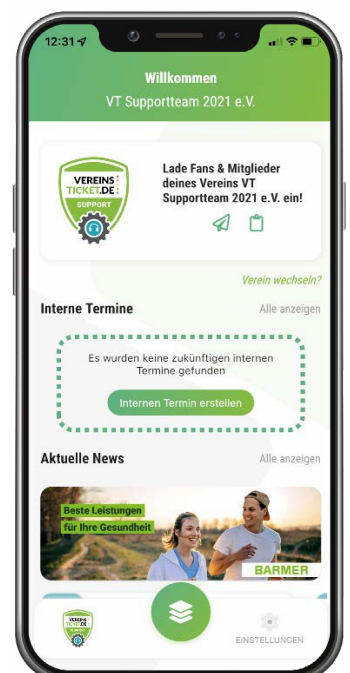 12:31
Willkommen
VT Supportteam 2021 e.V.
VEREINS
TICKET.DE
SUPPORT
Lade Fans & Mitglieder
deines Vereins VT
Supportteam 2021 e.V. ein!
Verein wechseln?
Interne Termine
Alle anzeigen
Es wurden keine zukünftigen internen
Termine gefunden
Internen Termin erstellen
Aktuelle News
Alle anzeigen
Beste Leistungen
für Ihre Gesundheit
BARMER
VEREINS
TICKET.DE
EINSTELLUNGEN